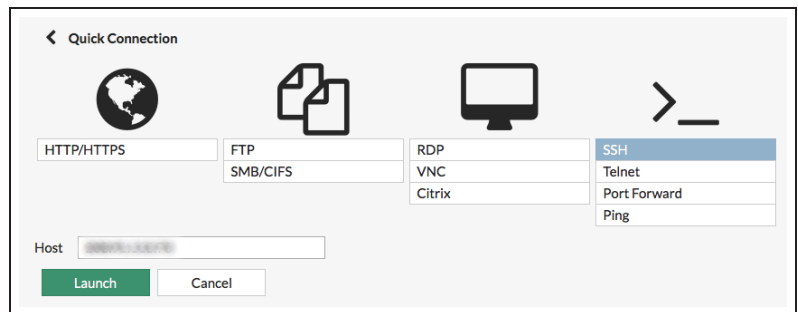 Quick Connection
HTTP/HTTPS
FTP
SMB/CIFS
RDP
VNC
Citrix
SSH
Telnet
Port Forward
Ping
Host
Launch
Cancel